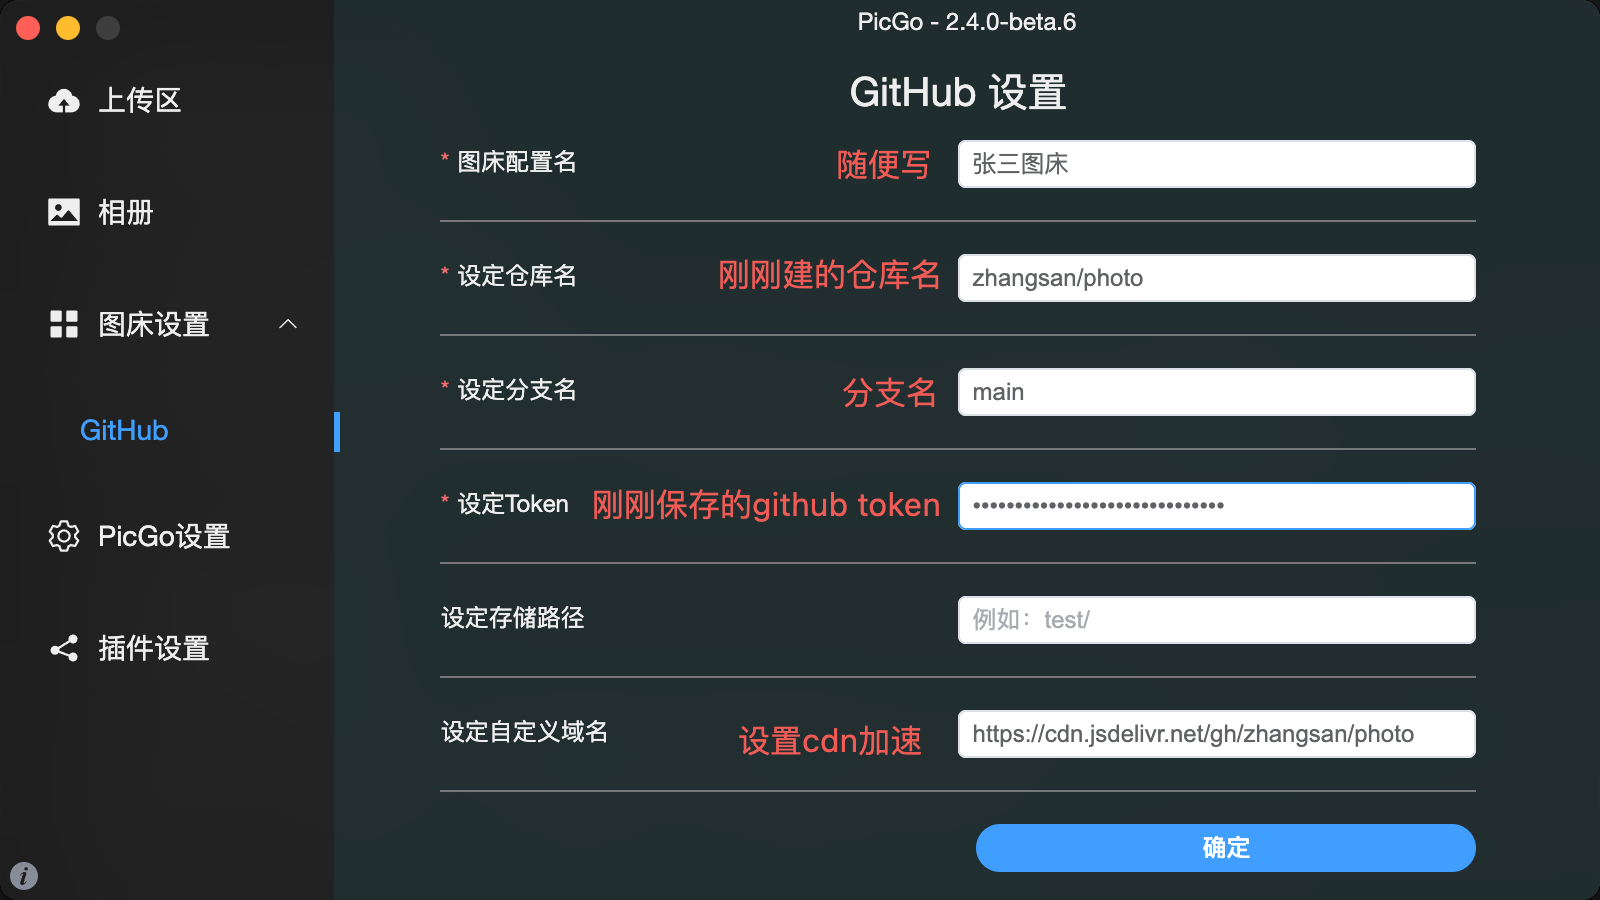 PicGo - 2.4.0-beta.6
上传区
相册
图床设置
GitHub
PicGo设置
插件设置
GitHub 设置
* 图床配置名 随便写 张三图床
* 设定仓库名 刚刚建的仓库名 zhangsan/photo
* 设定分支名 分支名 main
* 设定Token 刚刚保存的github token ••••••••••••••••••••••••••••••
设定存储路径 例如：test/
设定自定义域名 设置cdn加速 https://cdn.jsdelivr.net/gh/zhangsan/photo
确定
i